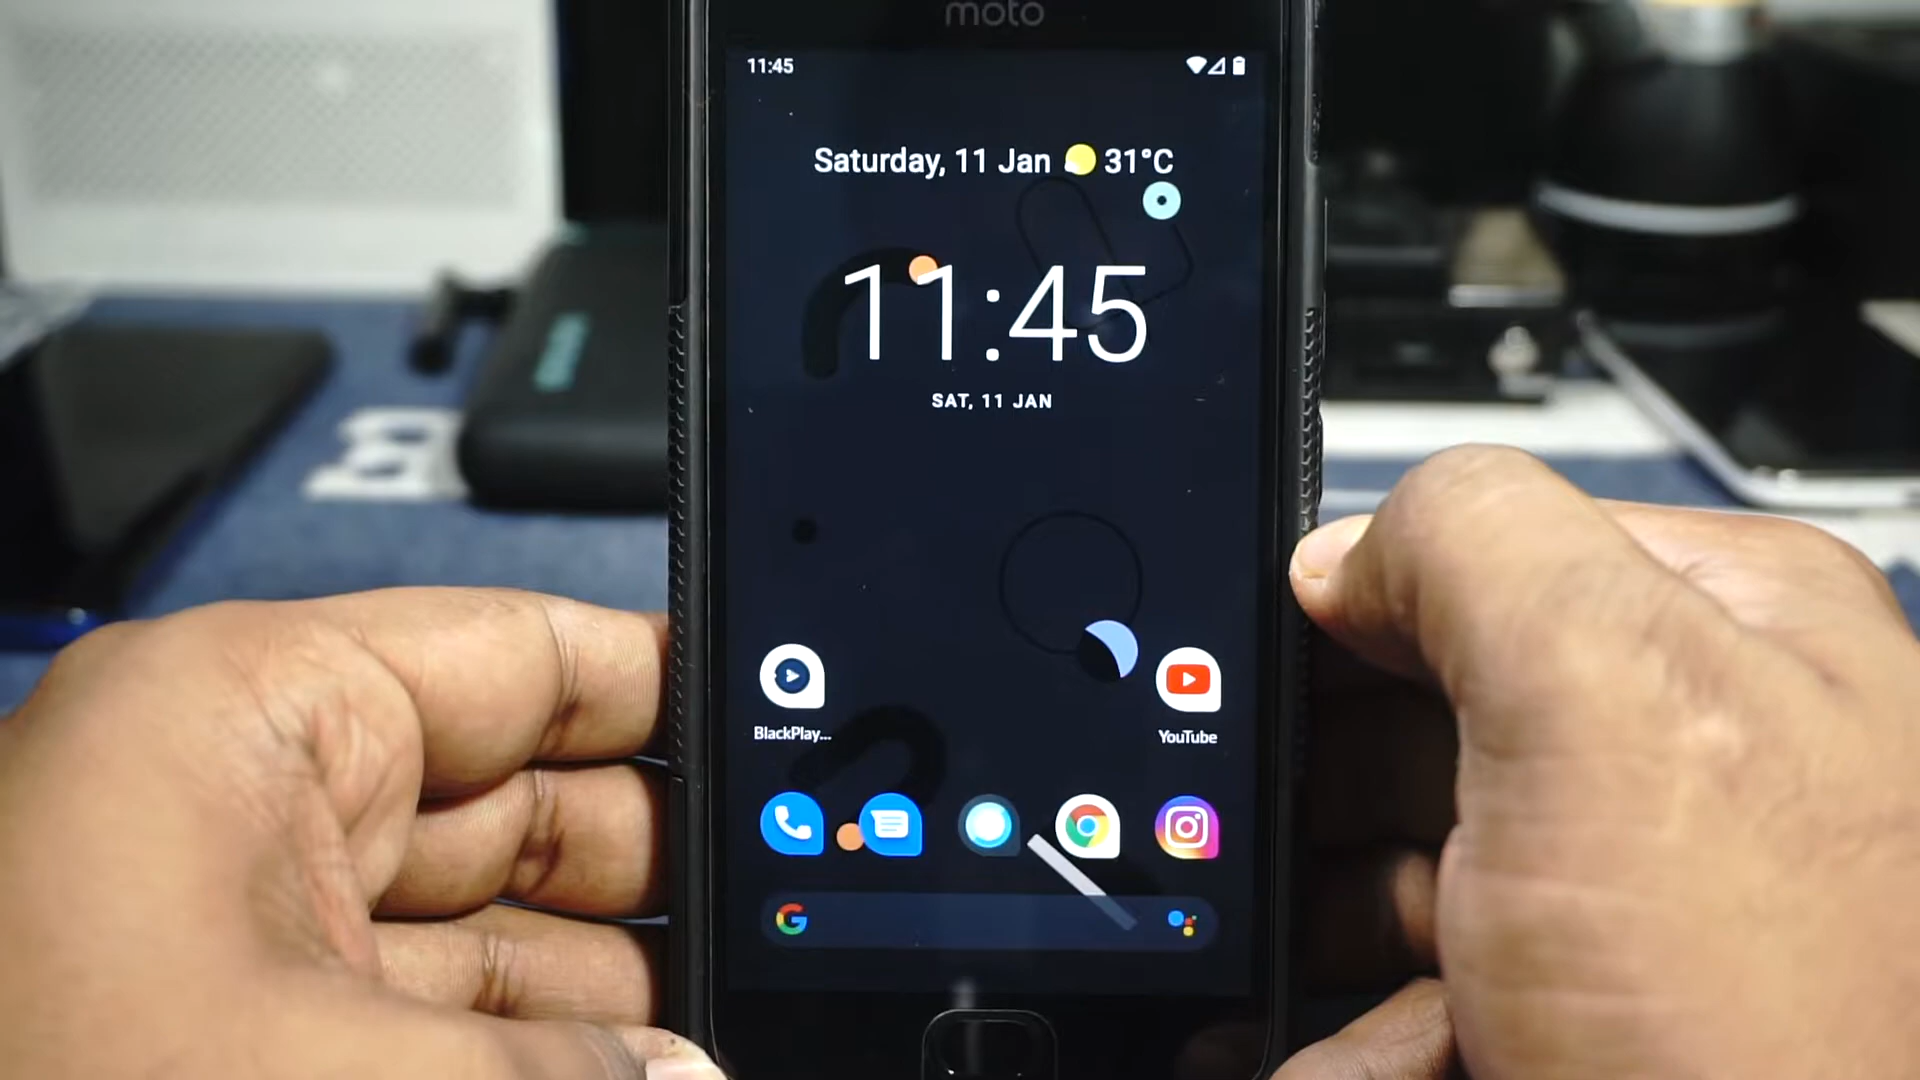 moto
11:45
Saturday, 11 Jan 31°C
11:45
SAT, 11 JAN
BlackPlay...
YouTube